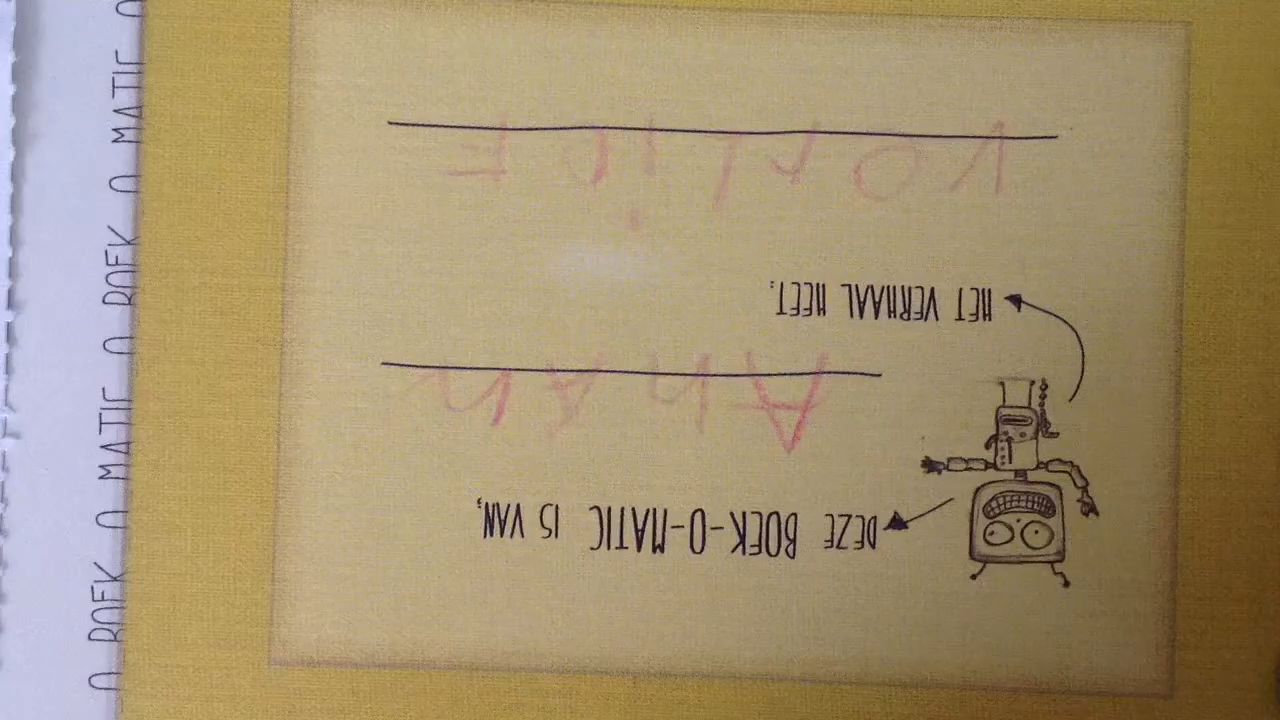 DEZE BOEK-O-MATIC IS VAN,
HET VERHAAL HEET:
O BOEK O MATIC O BOEK O MATIC O